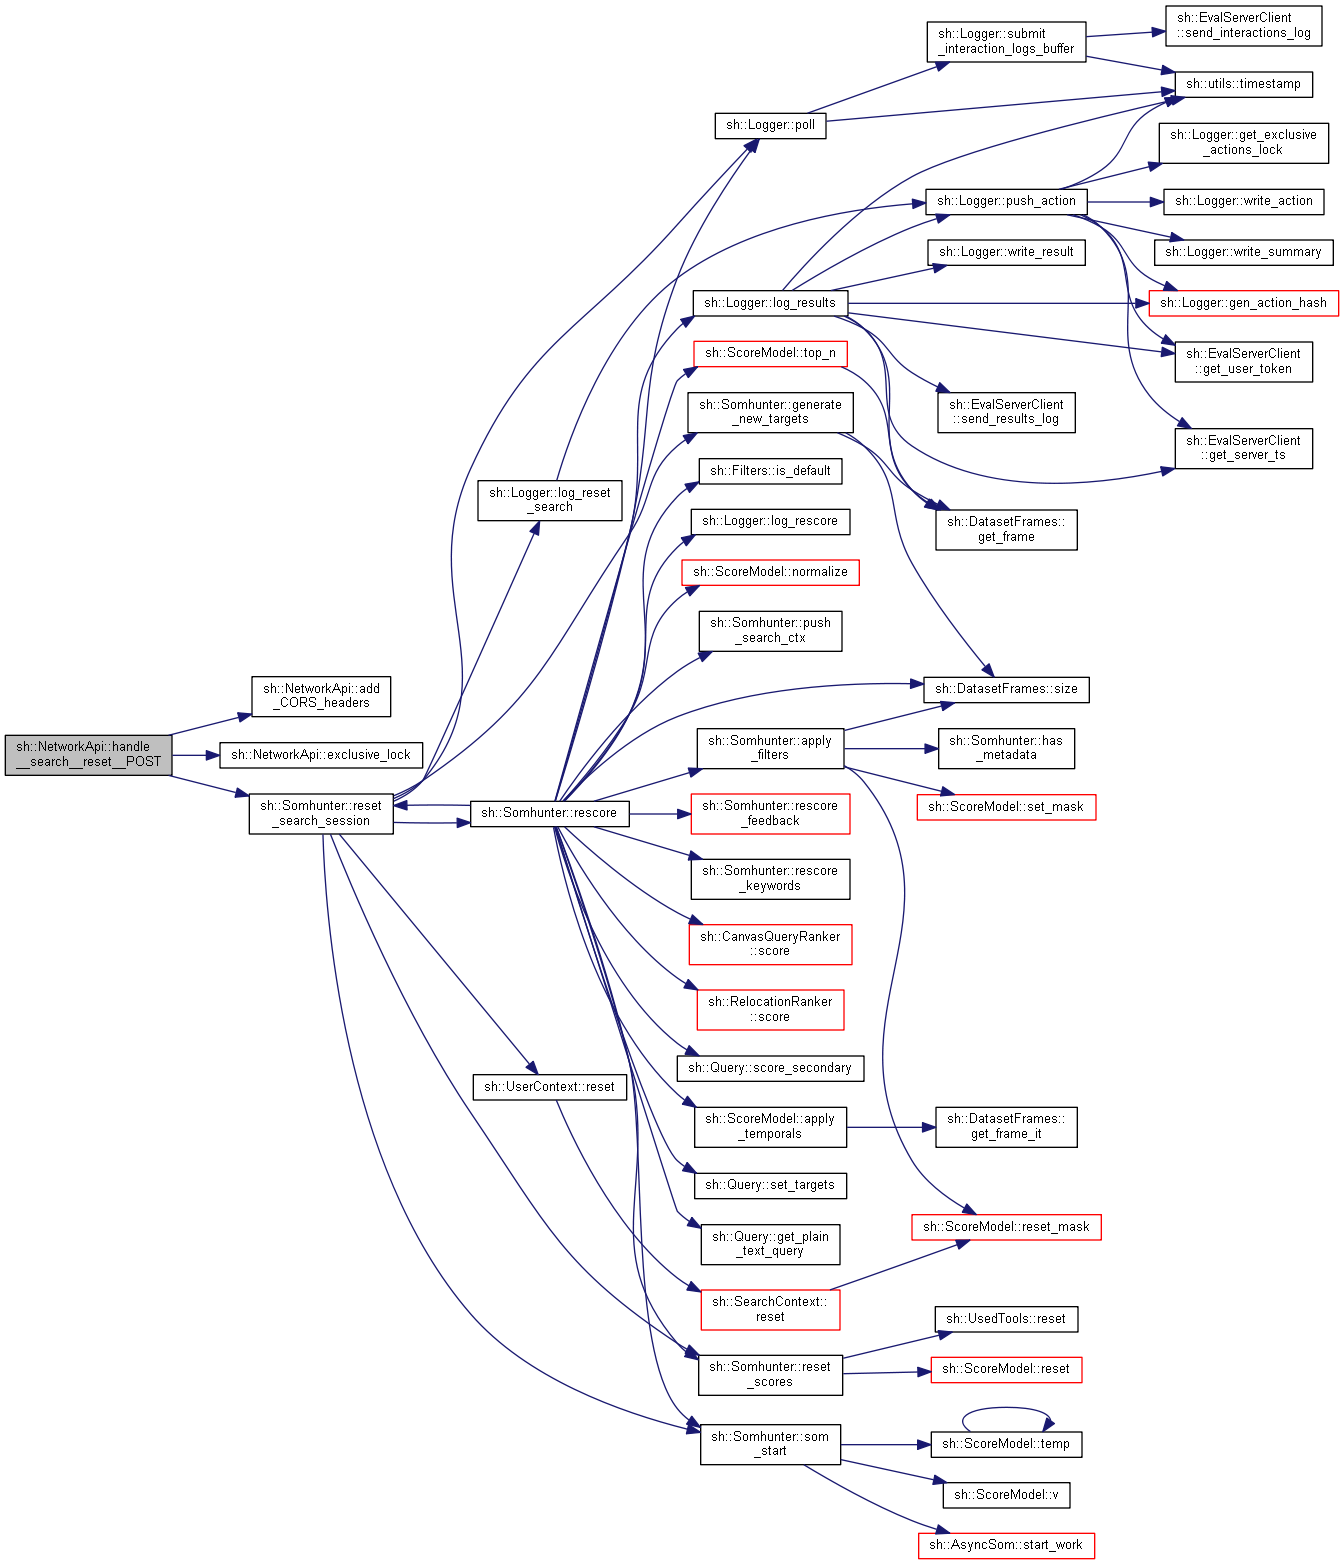 sh::EvalServerClient
::send_interactions_log
sh::Logger::submit
_interaction_logs_buffer
sh::utils::timestamp
sh::Logger::poll
sh::Logger::get_exclusive
_actions_lock
sh::Logger::push_action
sh::Logger::write_action
sh::Logger::write_result
sh::Logger::write_summary
sh::Logger::log_results
sh::Logger::gen_action_hash
sh::ScoreModel::top_n
sh::EvalServerClient
::get_user_token
sh::Somhunter::generate
_new_targets
sh::EvalServerClient
::send_results_log
sh::EvalServerClient
::get_server_ts
sh::Filters::is_default
sh::Logger::log_reset
_search
sh::Logger::log_rescore
sh::DatasetFrames::
get_frame
sh::ScoreModel::normalize
sh::Somhunter::push
_search_ctx
sh::NetworkApi::add
_CORS_headers
sh::DatasetFrames::size
sh::NetworkApi::handle
__search__reset__POST
sh::NetworkApi::exclusive_lock
sh::Somhunter::apply
_filters
sh::Somhunter::has
_metadata
sh::Somhunter::reset
_search_session
sh::Somhunter::rescore
sh::Somhunter::rescore
_feedback
sh::ScoreModel::set_mask
sh::Somhunter::rescore
_keywords
sh::CanvasQueryRanker
::score
sh::RelocationRanker
::score
sh::Query::score_secondary
sh::UserContext::reset
sh::ScoreModel::apply
_temporals
sh::DatasetFrames::
get_frame_it
sh::Query::set_targets
sh::Query::get_plain
_text_query
sh::ScoreModel::reset_mask
sh::SearchContext::
reset
sh::UsedTools::reset
sh::Somhunter::reset
_scores
sh::ScoreModel::reset
sh::Somhunter::som
_start
sh::ScoreModel::temp
sh::ScoreModel::v
sh::AsyncSom::start_work